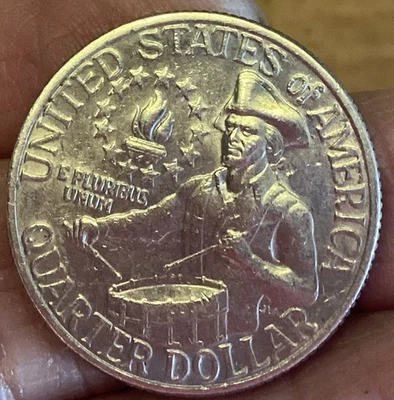 UNITED STATES of AMERICA
E PLURIBUS
UNUM
QUARTER DOLLAR